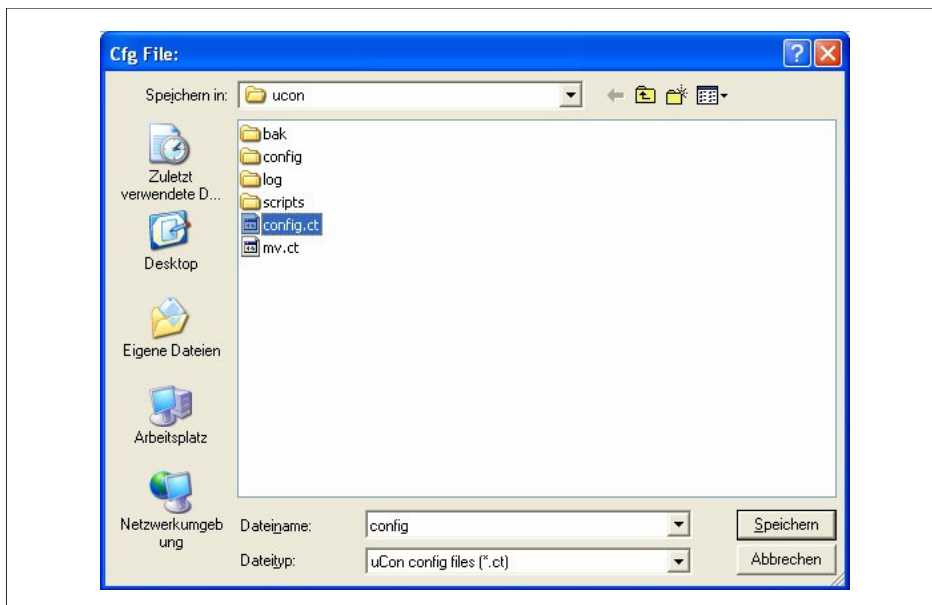 Cfg File:
Speichern in:
ucon
Zuletzt
verwendete D...
Desktop
Eigene Dateien
Arbeitsplatz
Netzwerkumgeb
ung
bak
config
log
scripts
config.ct
mv.ct
Dateiname:
config
Speichern
Dateityp:
uCon config files (*.ct)
Abbrechen